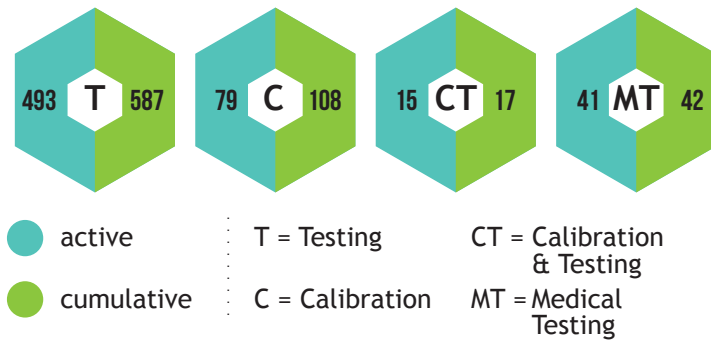 493 T 587
79 C 108
15 CT 17
41 MT 42
active
cumulative
T = Testing
C = Calibration
CT = Calibration
& Testing
MT = Medical
Testing